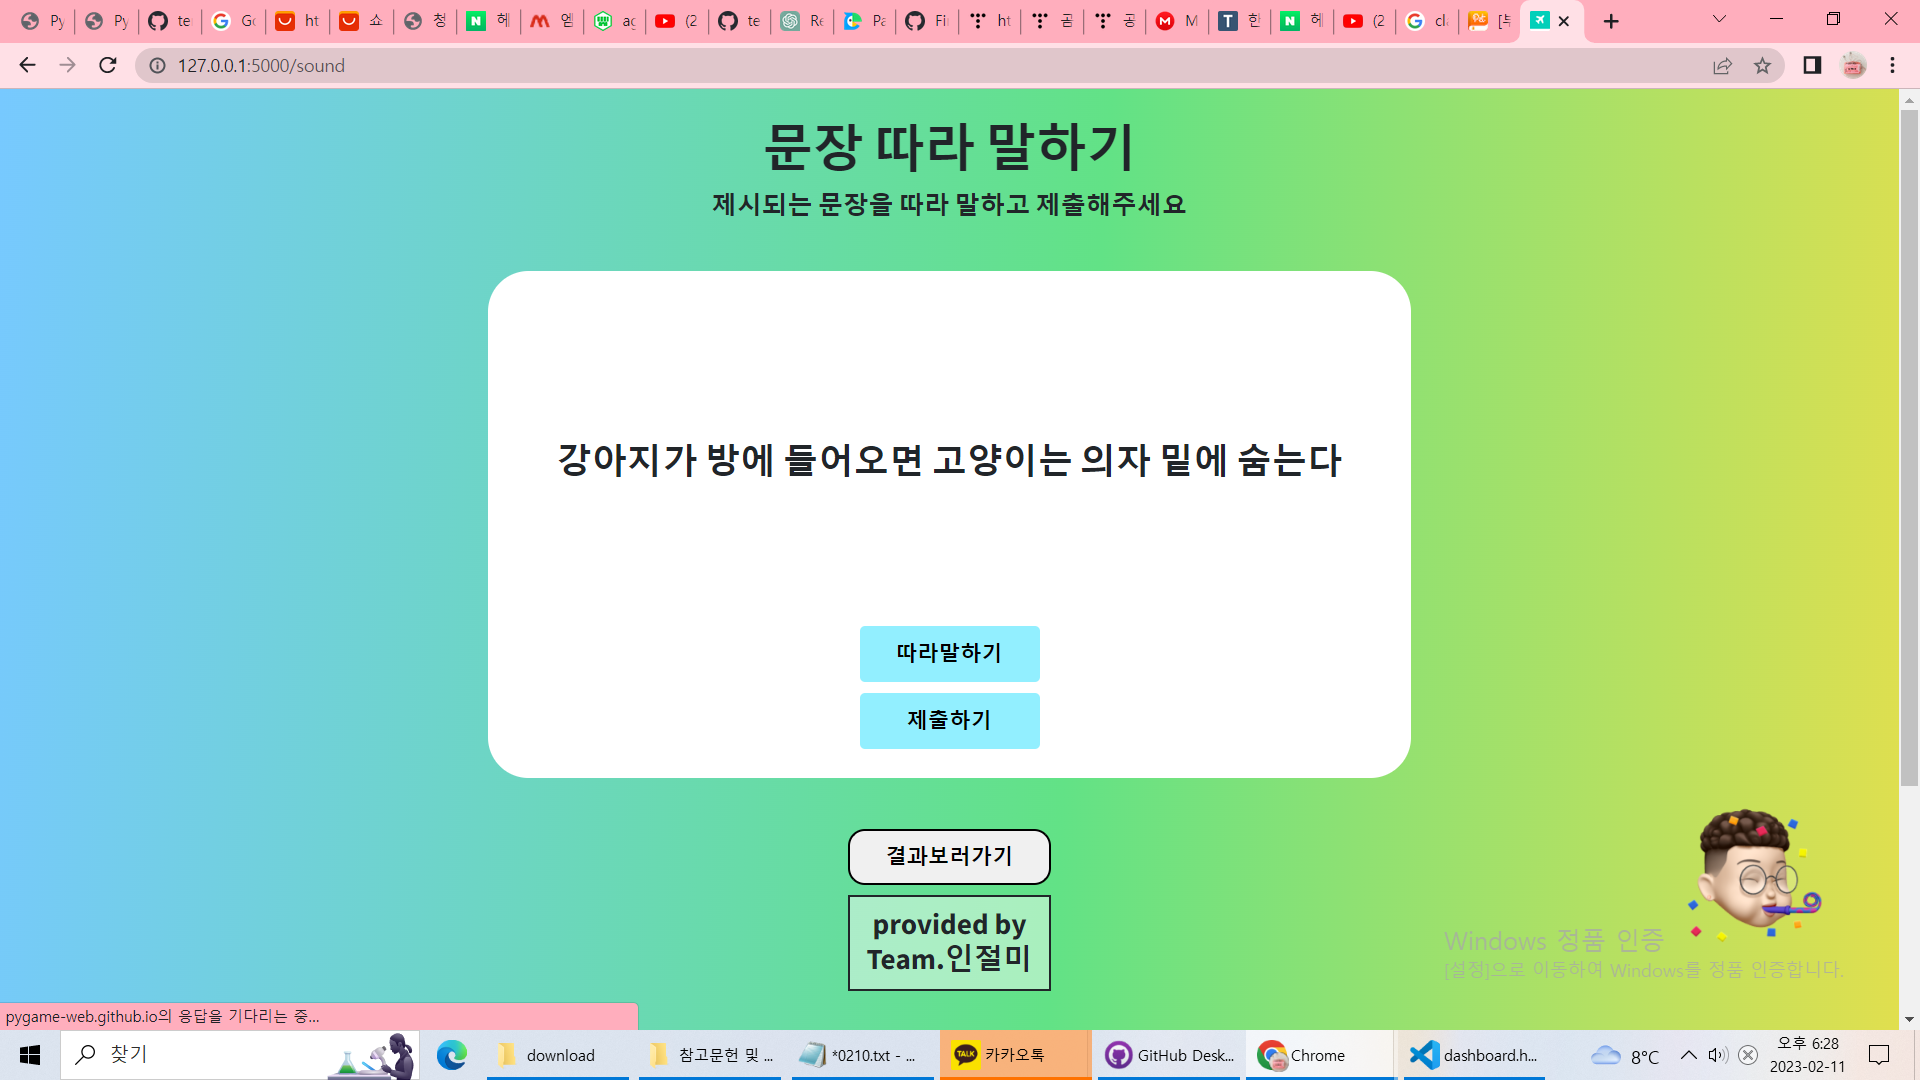 Py
Py
te
Go
ht
쇼
청
헤
엠
ag
(2
te
Re
Pa
Fi
ht
곰
공
M
한
헤
(2
cla
[부
127.0.0.1:5000/sound
문장 따라 말하기
제시되는 문장을 따라 말하고 제출해주세요
강아지가 방에 들어오면 고양이는 의자 밑에 숨는다
따라말하기
제출하기
결과보러가기
provided by
Team.인절미
Windows 정품 인증
[설정]으로 이동하여 Windows를 정품 인증합니다.
pygame-web.github.io의 응답을 기다리는 중...
찾기
download
참고문헌 및 ...
*0210.txt - ...
TALK
카카오톡
GitHub Desk...
Chrome
dashboard.h...
8°C
오후 6:28
2023-02-11